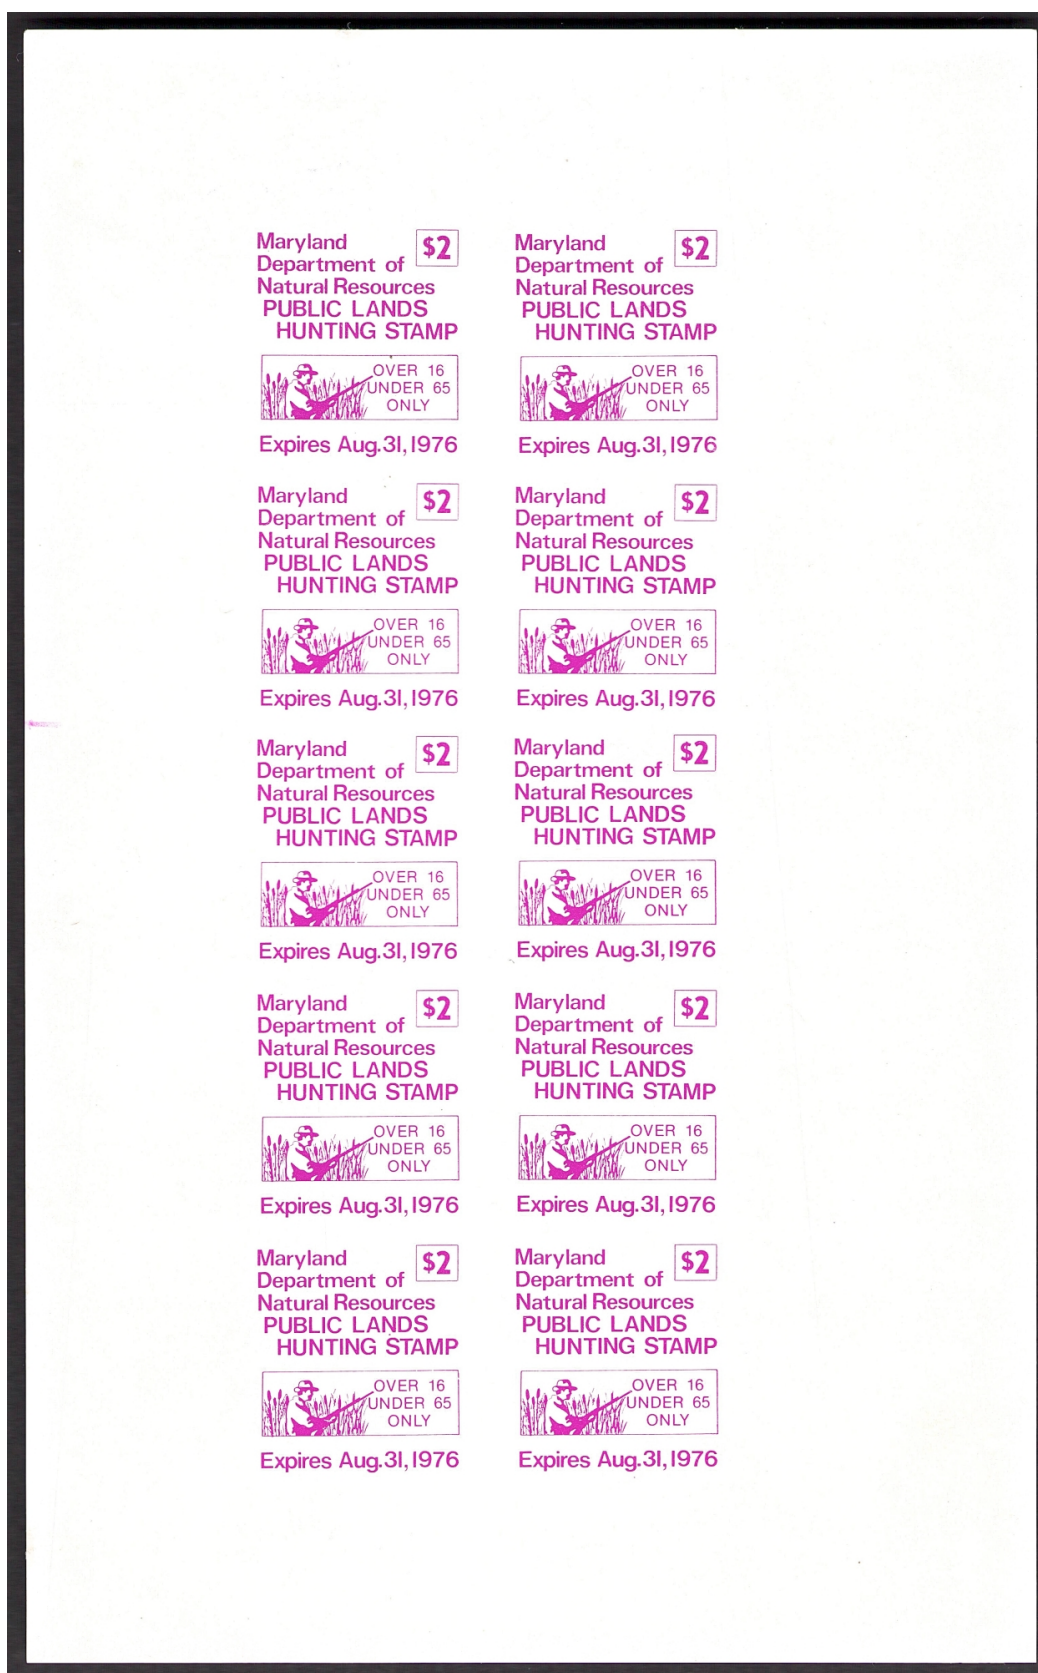 Maryland $2
Department of
Natural Resources
PUBLIC LANDS
HUNTING STAMP
OVER 16
UNDER 65
ONLY
Expires Aug.31,1976
Maryland $2
Department of
Natural Resources
PUBLIC LANDS
HUNTING STAMP
OVER 16
UNDER 65
ONLY
Expires Aug.31,1976
Maryland $2
Department of
Natural Resources
PUBLIC LANDS
HUNTING STAMP
OVER 16
UNDER 65
ONLY
Expires Aug.31,1976
Maryland $2
Department of
Natural Resources
PUBLIC LANDS
HUNTING STAMP
OVER 16
UNDER 65
ONLY
Expires Aug.31,1976
Maryland $2
Department of
Natural Resources
PUBLIC LANDS
HUNTING STAMP
OVER 16
UNDER 65
ONLY
Expires Aug.31,1976
Maryland $2
Department of
Natural Resources
PUBLIC LANDS
HUNTING STAMP
OVER 16
UNDER 65
ONLY
Expires Aug.31,1976
Maryland $2
Department of
Natural Resources
PUBLIC LANDS
HUNTING STAMP
OVER 16
UNDER 65
ONLY
Expires Aug.31,1976
Maryland $2
Department of
Natural Resources
PUBLIC LANDS
HUNTING STAMP
OVER 16
UNDER 65
ONLY
Expires Aug.31,1976
Maryland $2
Department of
Natural Resources
PUBLIC LANDS
HUNTING STAMP
OVER 16
UNDER 65
ONLY
Expires Aug.31,1976
Maryland $2
Department of
Natural Resources
PUBLIC LANDS
HUNTING STAMP
OVER 16
UNDER 65
ONLY
Expires Aug.31,1976